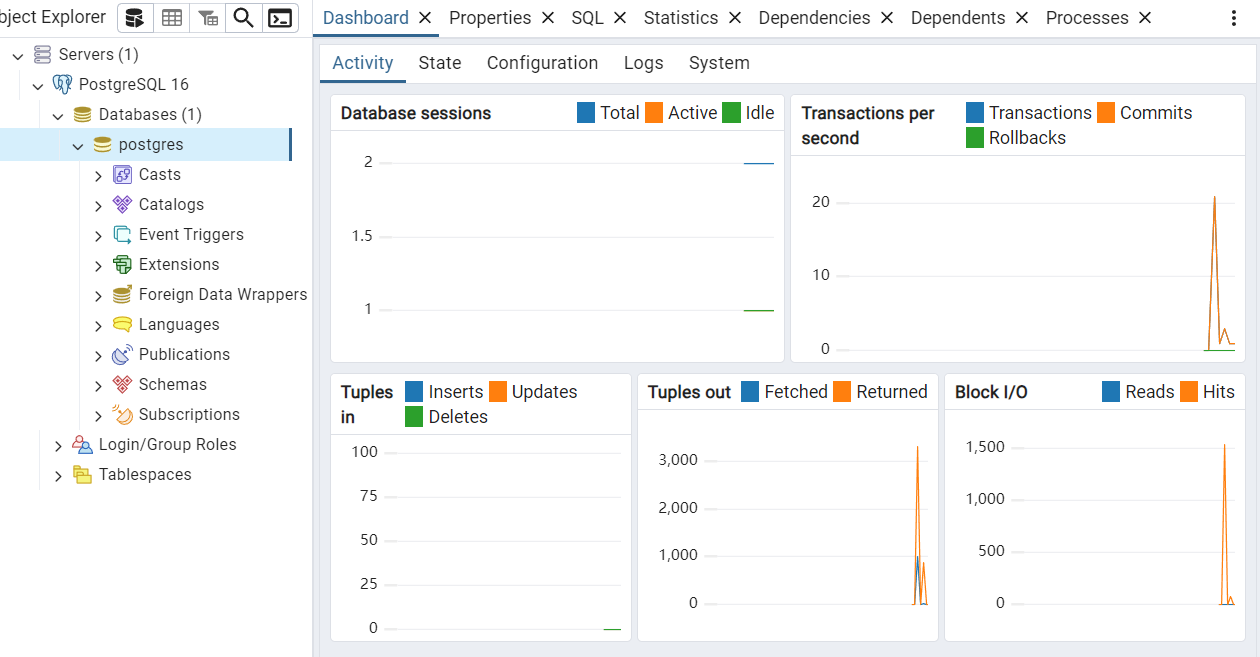 bject Explorer
Dashboard Properties SQL Statistics Dependencies Dependents Processes
Servers (1)
PostgreSQL 16
Databases (1)
postgres
Casts
Catalogs
Event Triggers
Extensions
Foreign Data Wrappers
Languages
Publications
Schemas
Subscriptions
Login/Group Roles
Tablespaces
Activity State Configuration Logs System
Database sessions Total Active Idle
2
1.5
1
Transactions per
second
Transactions Commits
Rollbacks
20
10
0
Tuples
in
Inserts Updates
Deletes
100
75
50
25
0
Tuples out Fetched Returned
3,000
2,000
1,000
0
Block I/O Reads Hits
1,500
1,000
500
0